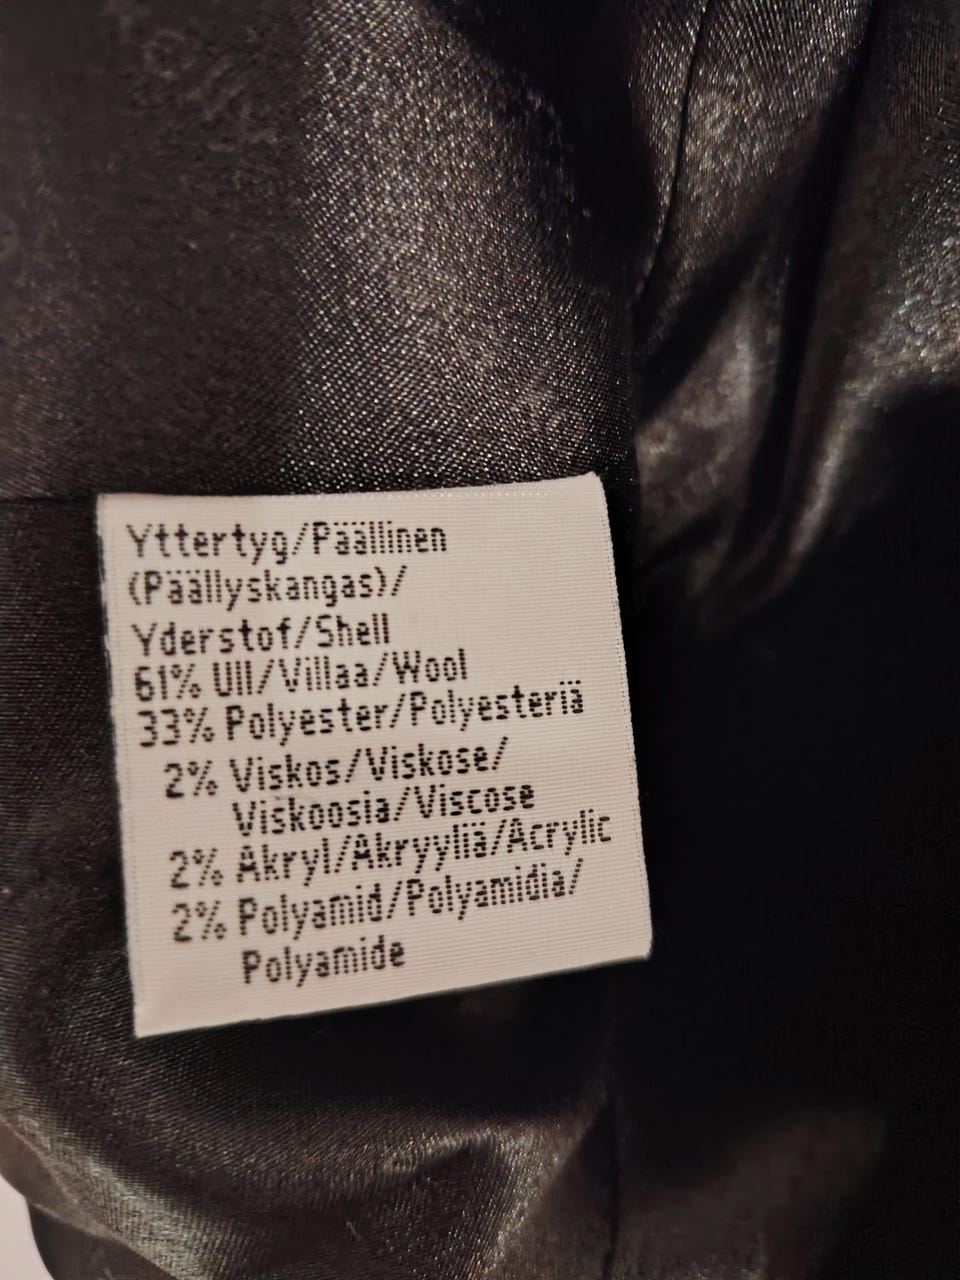 Yttertyg/Päällinen
(Päällyskangas)/
Yderstof/Shell
61% Ull/Villaa/Wool
33% Polyester/Polyesteriä
2% Viskos/Viskose/
Viskoosia/Viscose
2% Akryl/Akryyliä/Acrylic
2% Polyamid/Polyamidia/
Polyamide